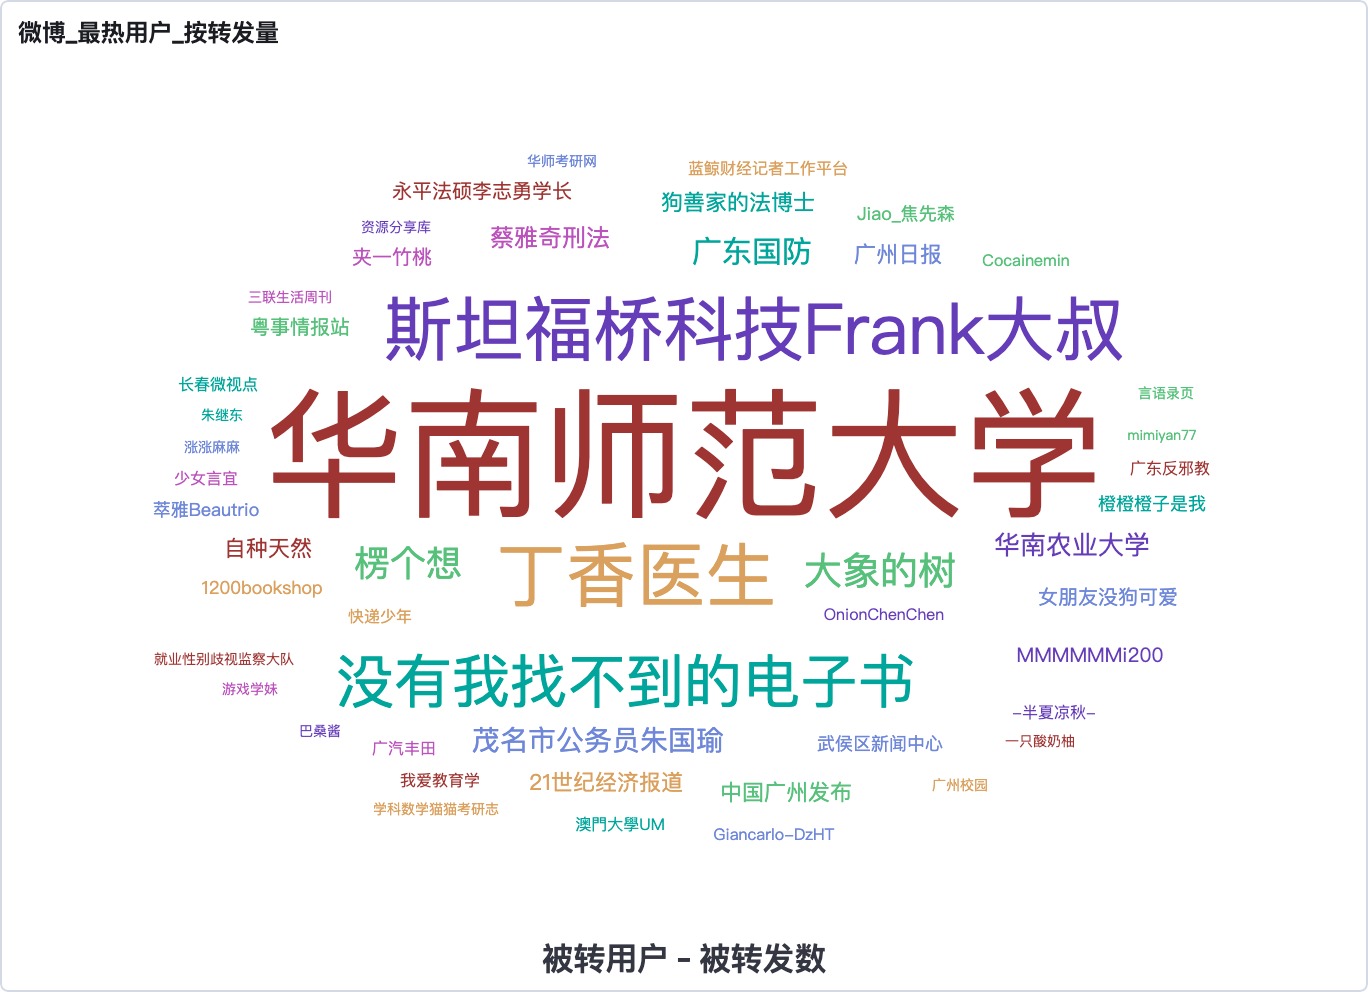 微博_最热用户_按转发量
华师考研网
蓝鲸财经记者工作平台
永平法硕李志勇学长
狗善家的法博士
Jiao_焦先森
资源分享库
蔡雅奇刑法
广东国防
广州日报
夹一竹桃
Cocainemin
三联生活周刊
粤事情报站
斯坦福桥科技Frank大叔
长春微视点
言语录页
朱继东
华南师范大学
mimiyan77
涨涨麻麻
广东反邪教
少女言宜
橙橙橙子是我
萃雅Beautrio
自种天然
楞个想
丁香医生
大象的树
华南农业大学
1200bookshop
女朋友没狗可爱
快递少年
OnionChenChen
就业性别歧视监察大队
MMMMMMi200
没有我找不到的电子书
游戏学妹
-半夏凉秋-
巴桑酱
广汽丰田
茂名市公务员朱国瑜
武侯区新闻中心
一只酸奶柚
我爱教育学
21世纪经济报道
中国广州发布
广州校园
学科数学猫猫考研志
澳門大學UM
Giancarlo-DzHT
被转用户 - 被转发数